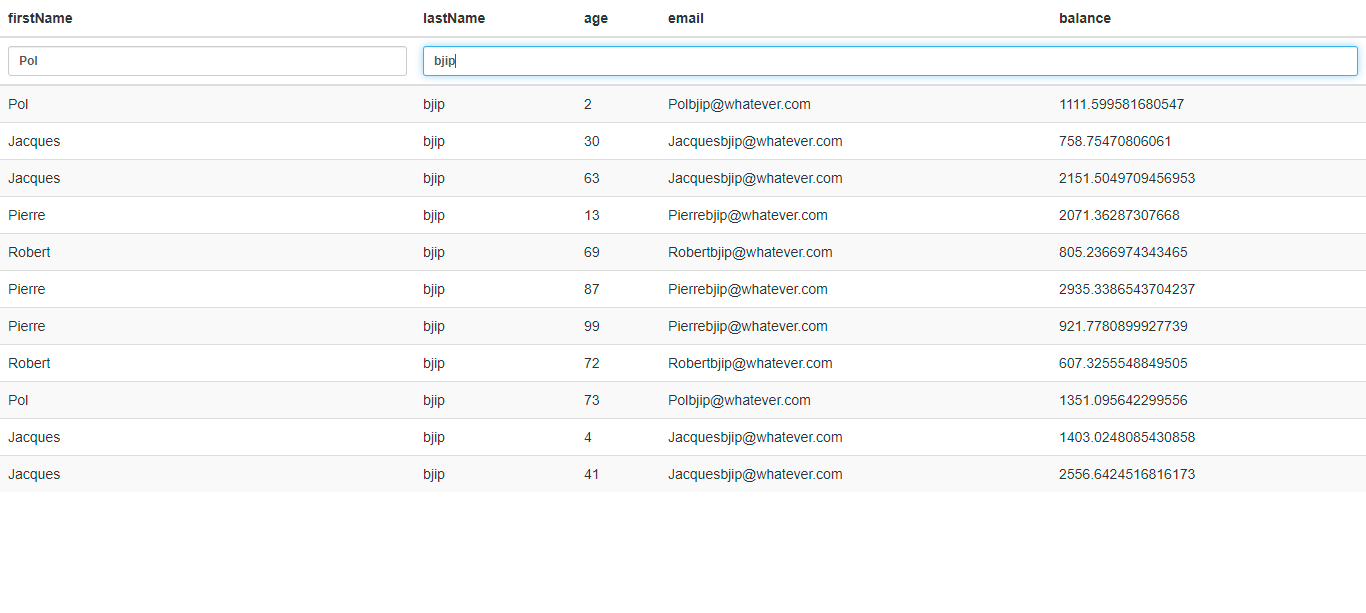 firstName lastName age email balance
Pol bjip
Pol bjip 2 Polbjip@whatever.com 1111.599581680547
Jacques bjip 30 Jacquesbjip@whatever.com 758.75470806061
Jacques bjip 63 Jacquesbjip@whatever.com 2151.5049709456953
Pierre bjip 13 Pierrebjip@whatever.com 2071.36287307668
Robert bjip 69 Robertbjip@whatever.com 805.2366974343465
Pierre bjip 87 Pierrebjip@whatever.com 2935.3386543704237
Pierre bjip 99 Pierrebjip@whatever.com 921.7780899927739
Robert bjip 72 Robertbjip@whatever.com 607.3255548849505
Pol bjip 73 Polbjip@whatever.com 1351.095642299556
Jacques bjip 4 Jacquesbjip@whatever.com 1403.0248085430858
Jacques bjip 41 Jacquesbjip@whatever.com 2556.6424516816173